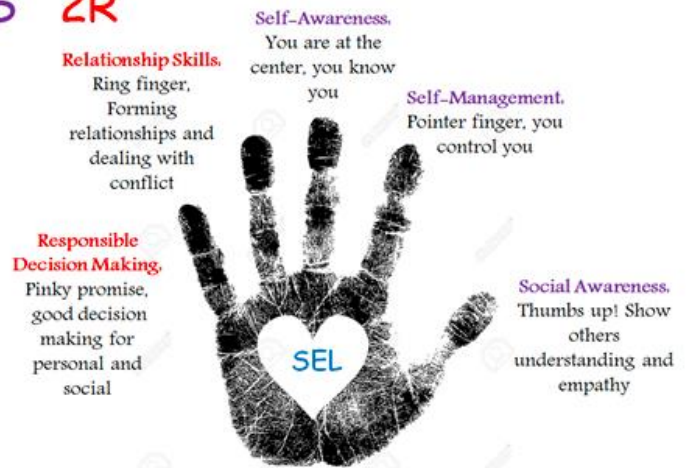 S 2R
Self-Awareness.
You are at the
center, you know
you
Relationship Skills.
Ring finger,
Forming
relationships and
dealing with
conflict
Self-Management.
Pointer finger, you
control you
Responsible
Decision Making.
Pinky promise,
good decision
making for
personal and
social
Social Awareness.
Thumbs up! Show
others
understanding and
empathy
SEL